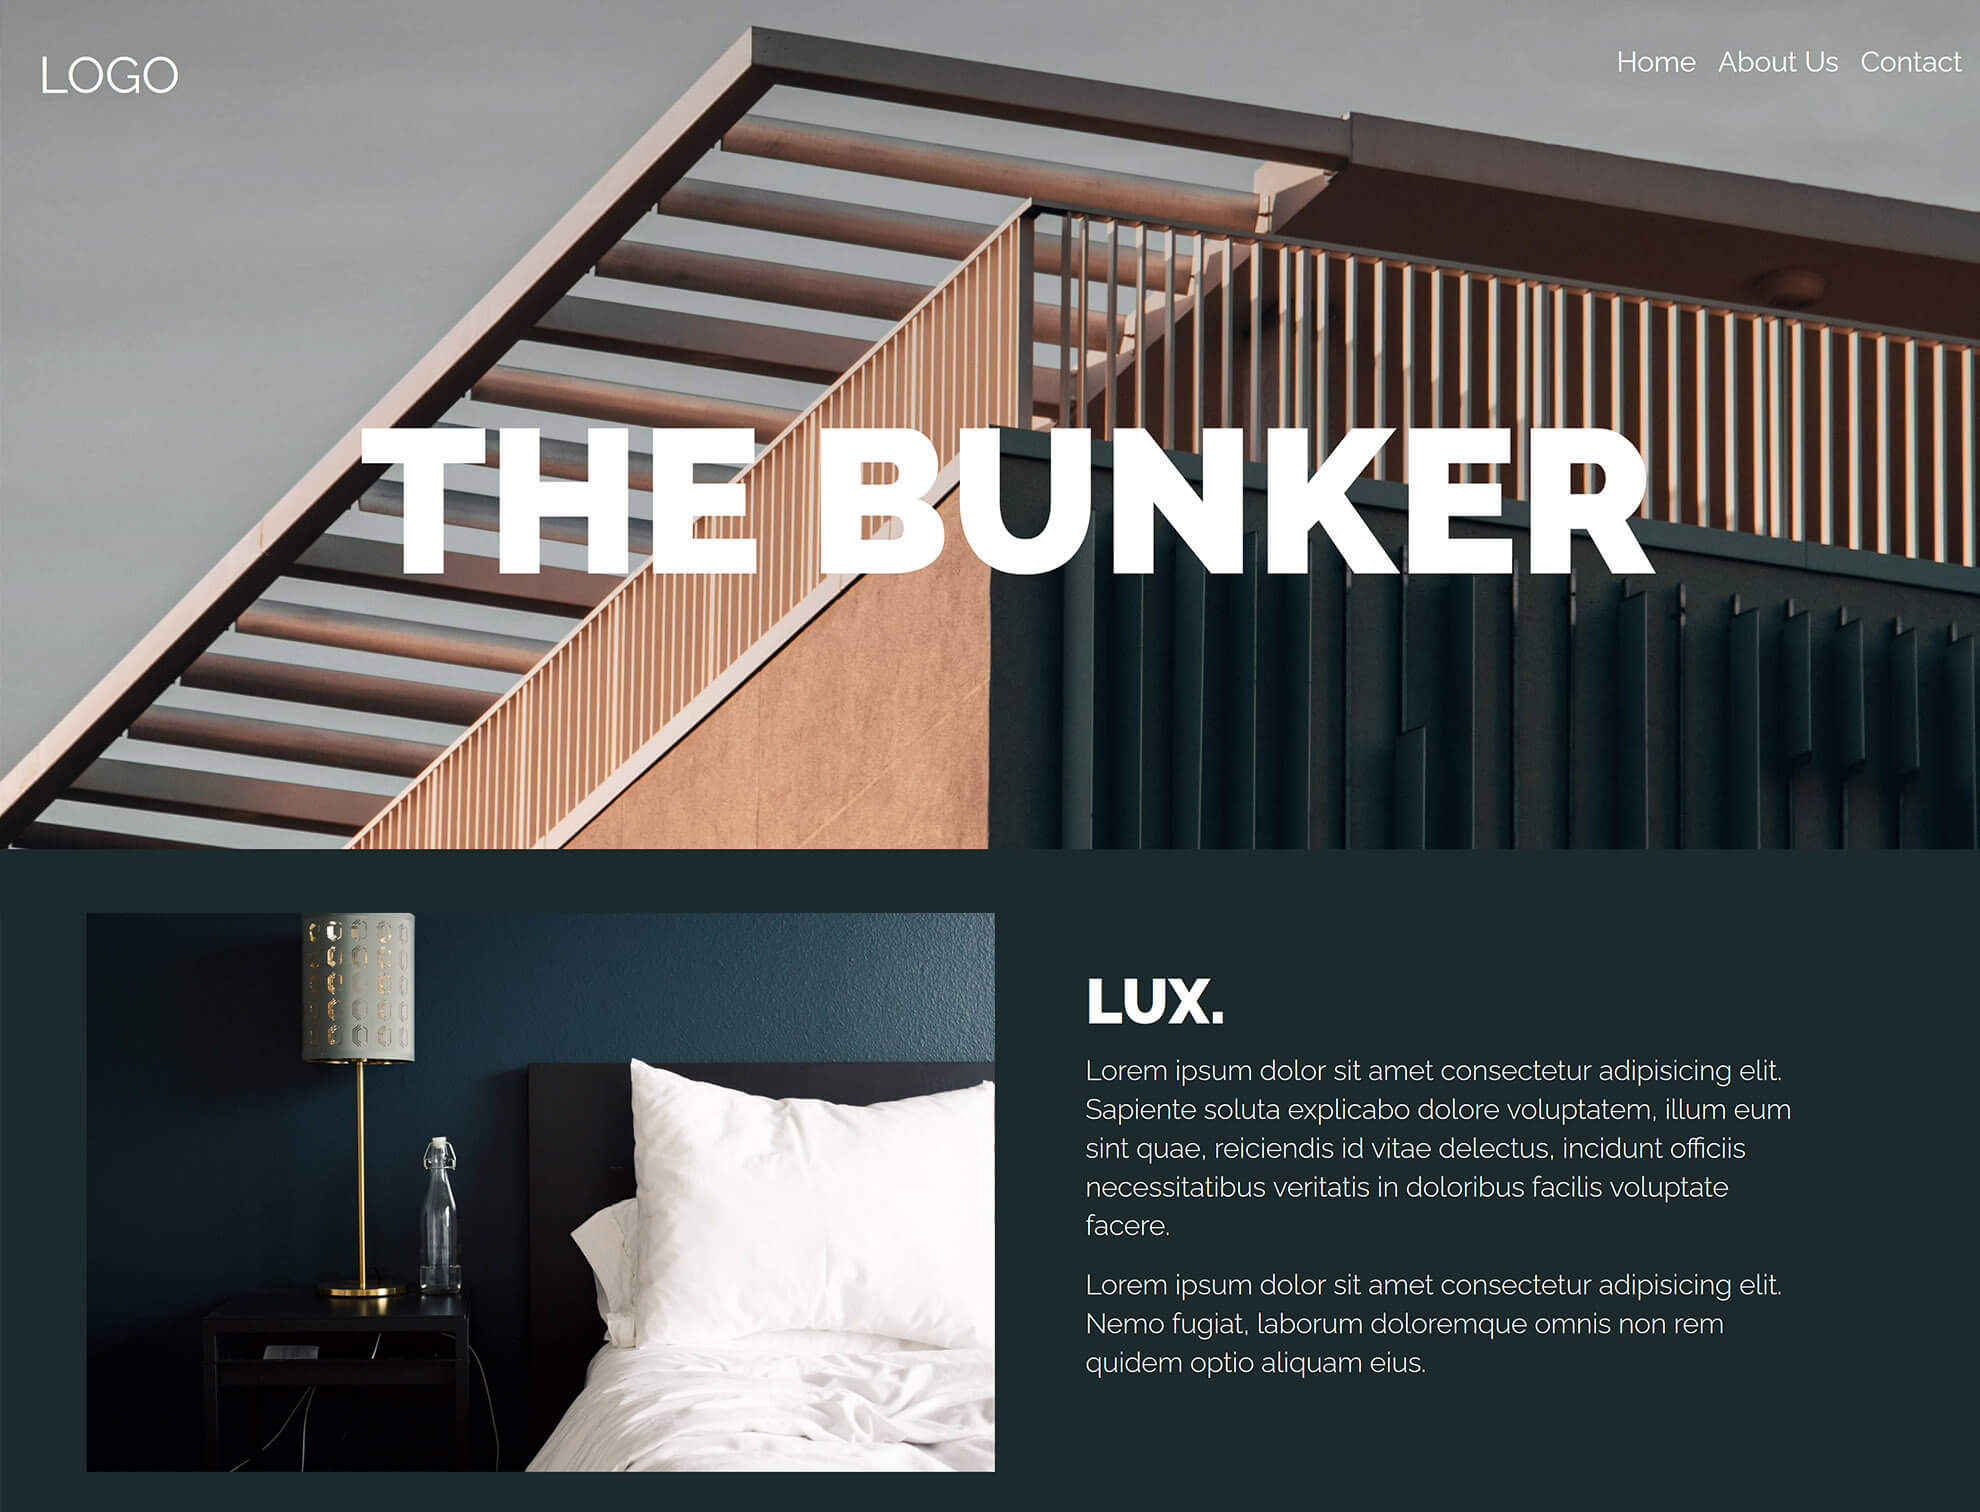 LOGO
Home About Us Contact
THE BUNKER
LUX.
Lorem ipsum dolor sit amet consectetur adipisicing elit.
Sapiente soluta explicabo dolore voluptatem, illum eum
sint quae, reiciendis id vitae delectus, incidunt officiis
necessitatibus veritatis in doloribus facilis voluptate
facere.
Lorem ipsum dolor sit amet consectetur adipisicing elit.
Nemo fugiat, laborum doloremque omnis non rem
quidem optio aliquam eius.